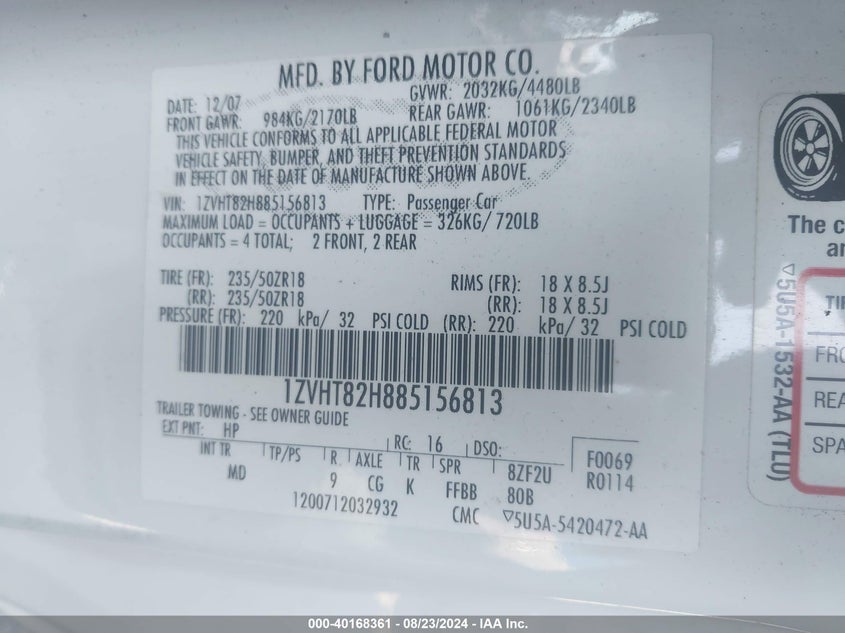 MFD. BY FORD MOTOR CO.
DATE: 12/07 GVWR: 2032KG/4480LB
FRONT GAWR: 984KG/2170LB REAR GAWR: 1061KG/2340LB
THIS VEHICLE CONFORMS TO ALL APPLICABLE FEDERAL MOTOR
VEHICLE SAFETY, BUMPER, AND THEFT PREVENTION STANDARDS
IN EFFECT ON THE DATE OF MANUFACTURE SHOWN ABOVE.
VIN: 1ZVHT82H885156813 TYPE: Passenger Car
MAXIMUM LOAD = OCCUPANTS + LUGGAGE = 326KG/ 720LB
OCCUPANTS = 4 TOTAL; 2 FRONT, 2 REAR
TIRE (FR): 235/50ZR18 RIMS (FR): 18 X 8.5J
(RR): 235/50ZR18 (RR): 18 X 8.5J
PRESSURE (FR): 220 kPa/ 32 PSI COLD (RR): 220 kPa/ 32 PSI COLD
1ZVHT82H885156813
TRAILER TOWING - SEE OWNER GUIDE
EXT PNT: HP RC: 16 DSO: F0069
INT TR TP/PS R AXLE TR SPR 8ZF2U R0114
MD 9 CG K FFBB 80B
1200712032932 CMC ▽5U5A-5420472-AA
The c
an
▽5U5A-1532-AA (TLU)
TI
FRO
REA
SPA
000-40168361 - 08/23/2024 - IAA Inc.